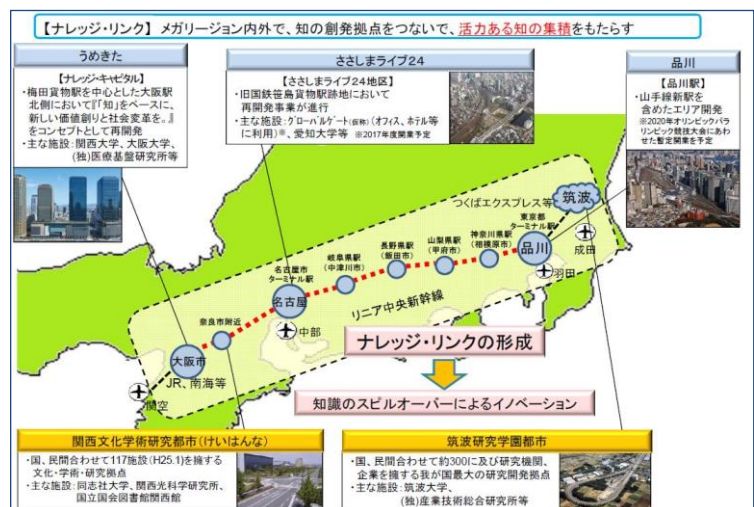 【ナレッジ・リンク】 メガリージョン内外で、知の創発拠点をつないで、活力ある知の集積をもたらす
うめきた
【ナレッジ・キャピタル】
・梅田貨物駅を中心とした大阪駅
北側において『「知」をベースに、
新しい価値創りと社会変革を。』
をコンセプトとして再開発
・主な施設：関西大学、大阪大学、
(独)医療基盤研究所等
ささしまライブ24
【ささしまライブ24地区】
・旧国鉄笹島貨物駅跡地において
再開発事業が進行
・主な施設：グローバルゲート(仮称)(オフィス、ホテル等
に利用)※、愛知大学等 ※2017年度開業予定
品川
【品川駅】
・山手線新駅を
含めたエリア開発
※2020年オリンピックパラ
リンピック競技大会にあ
わせた暫定開業を予定
つくばエクスプレス等
筑波
東京都
ターミナル駅
品川
成田
羽田
神奈川県駅
(相模原市)
山梨県駅
(甲府市)
長野県駅
(飯田市)
岐阜県駅
(中津川市)
名古屋市
ターミナル駅
名古屋
中部
リニア中央新幹線
奈良市附近
大阪市
JR、南海等
関空
ナレッジ・リンクの形成
知識のスピルオーバーによるイノベーション
関西文化学術研究都市(けいはんな)
・国、民間合わせて117施設(H25.1)を擁する
文化・学術・研究拠点
・主な施設：同志社大学、関西光科学研究所、
国立国会図書館関西館
筑波研究学園都市
・国、民間合わせて約300に及び研究機関、
企業を擁する我が国最大の研究開発拠点
・主な施設：筑波大学、
(独)産業技術総合研究所等